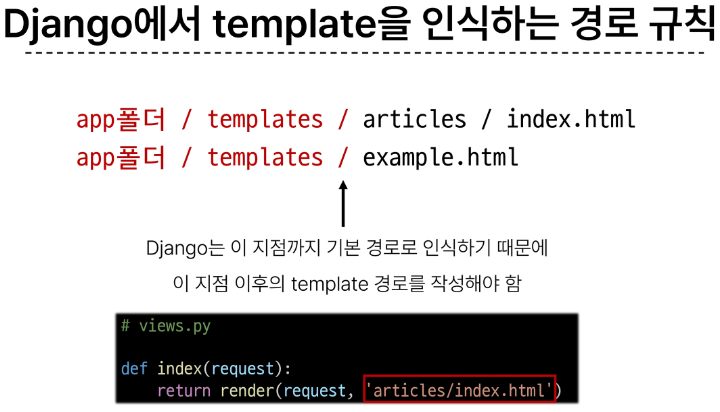 Django에서 template을 인식하는 경로 규칙
app폴더 / templates / articles / index.html
app폴더 / templates / example.html
Django는 이 지점까지 기본 경로로 인식하기 때문에
이 지점 이후의 template 경로를 작성해야 함
# views.py
def index(request):
    return render(request, 'articles/index.html')